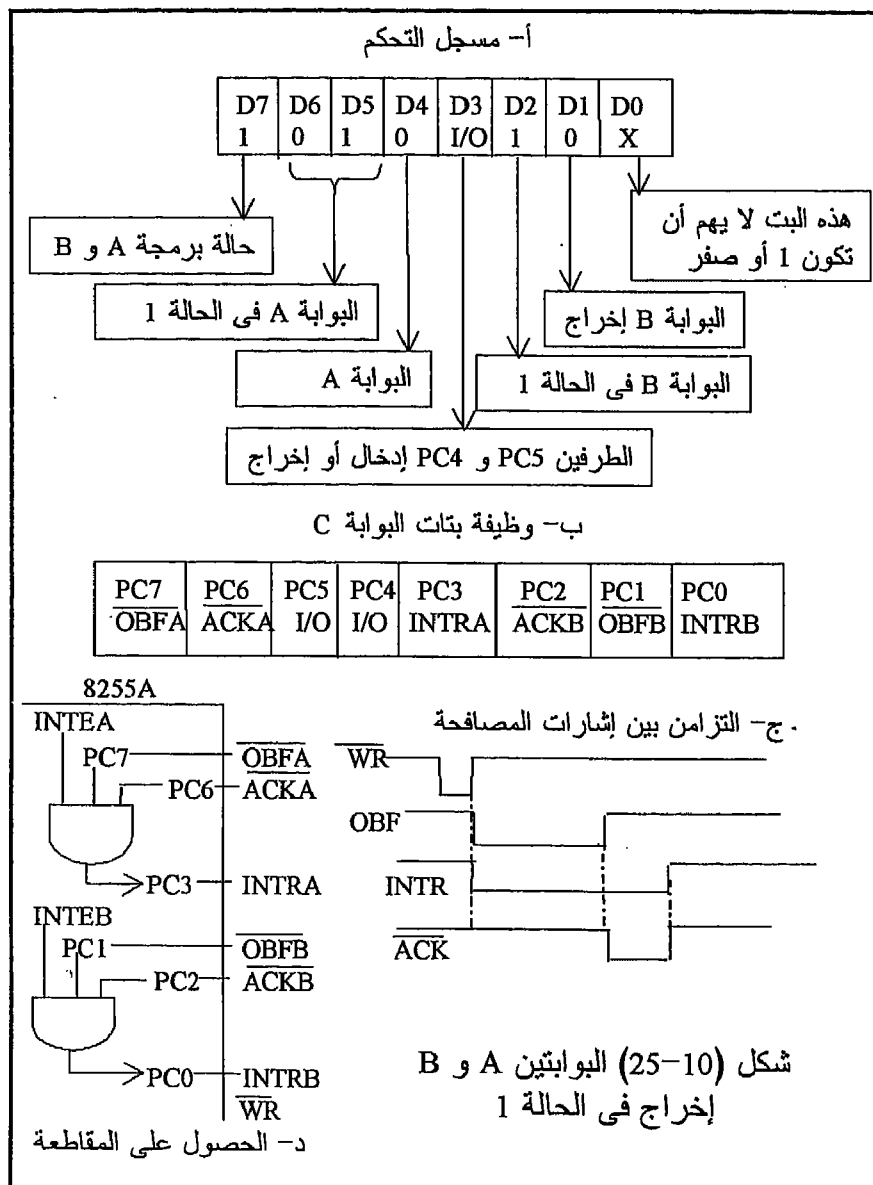 أ- مسجل التحكم
D7 D6 D5 D4 D3 D2 D1 D0
1 0 1 0 I/O 1 0 X
هذه البت لا يهم أن
تكون 1 أو صفر
حالة برمجة A و B
البوابة A فى الحالة 1
البوابة B إخراج
البوابة A
البوابة B فى الحالة 1
الطرفين PC5 و PC4 إدخال أو إخراج
ب- وظيفة بتات البوابة C
PC7 PC6 PC5 PC4 PC3 PC2 PC1 PC0
OBFA ACKA I/O I/O INTRA ACKB OBFB INTRB
8255A
INTEA
PC7 OBFA
PC6 ACKA
PC3 INTRA
INTEB
PC1 OBFB
PC2 ACKB
PC0 INTRB
WR
د- الحصول على المقاطعة
ج- التزامن بين إشارات المصافحة
WR
OBF
INTR
ACK
شكل (10-25) البوابتين A و B
إخراج فى الحالة 1